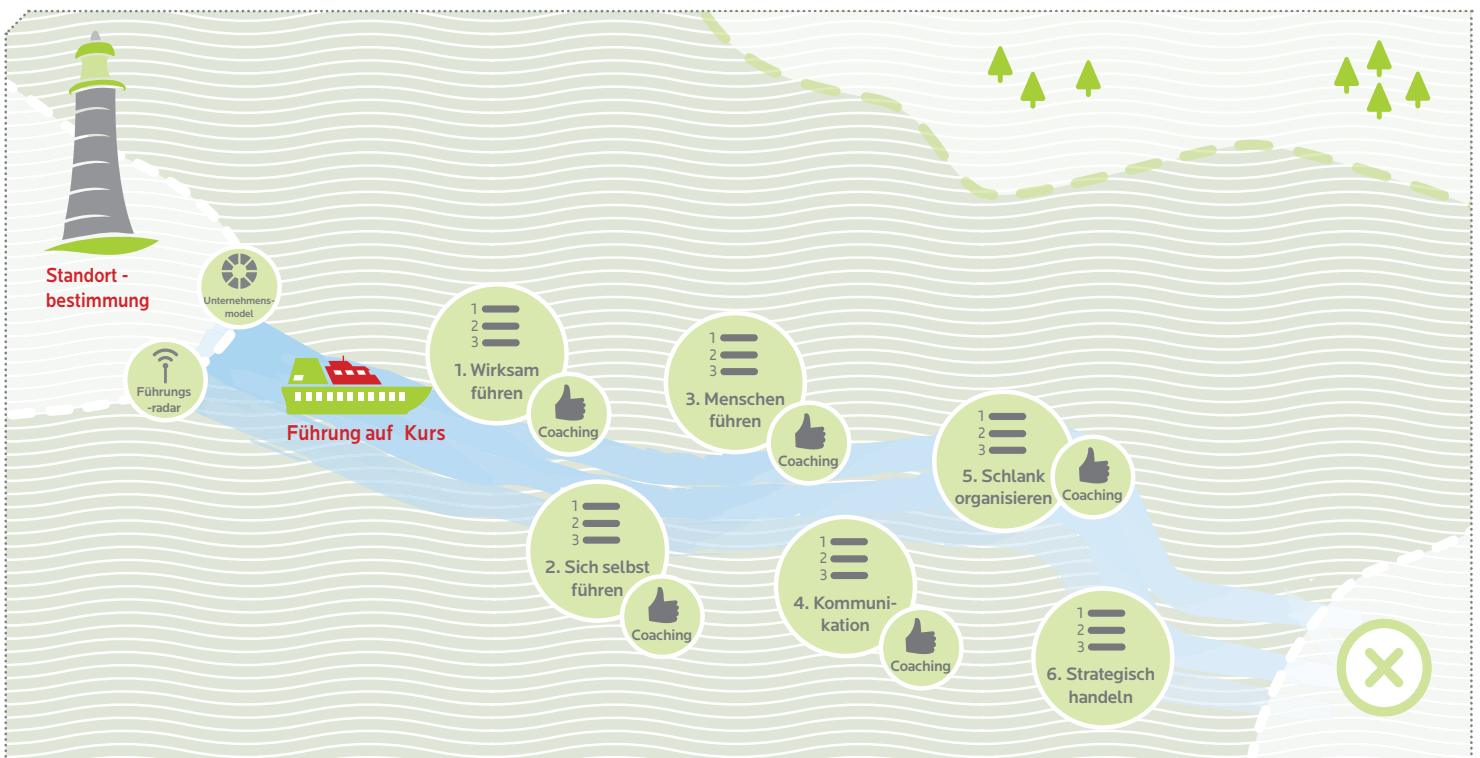 Standort -
bestimmung
Unternehmens-
model
Führungs
-radar
Führung auf Kurs
1
2
3
1. Wirksam
führen
Coaching
1
2
3
2. Sich selbst
führen
Coaching
1
2
3
3. Menschen
führen
Coaching
1
2
3
4. Kommuni-
kation
Coaching
1
2
3
5. Schlank
organisieren
Coaching
1
2
3
6. Strategisch
handeln